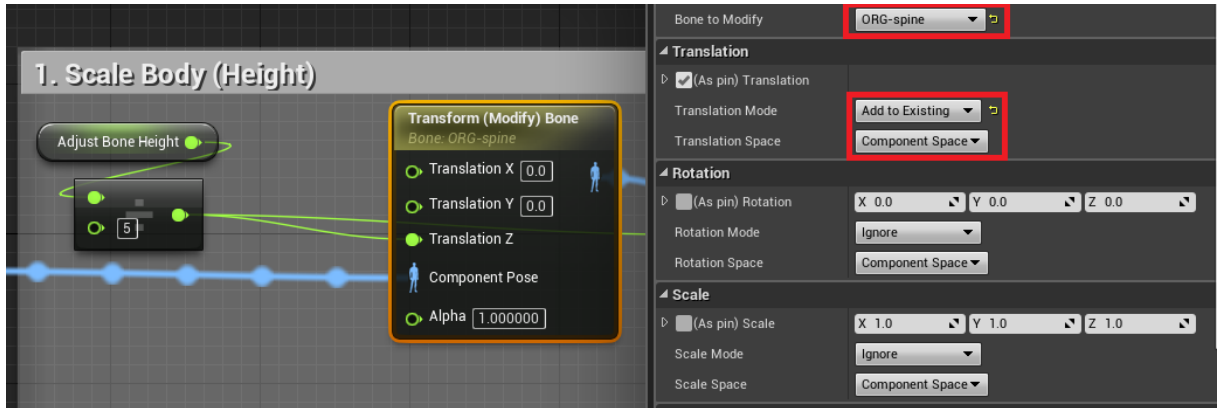 1. Scale Body (Height)
Adjust Bone Height
5
Transform (Modify) Bone
Bone: ORG-spine
Translation X 0.0
Translation Y 0.0
Translation Z
Component Pose
Alpha 1.000000
Bone to Modify ORG-spine
Translation
(As pin) Translation
Translation Mode Add to Existing
Translation Space Component Space
Rotation
(As pin) Rotation X 0.0 Y 0.0 Z 0.0
Rotation Mode Ignore
Rotation Space Component Space
Scale
(As pin) Scale X 1.0 Y 1.0 Z 1.0
Scale Mode Ignore
Scale Space Component Space